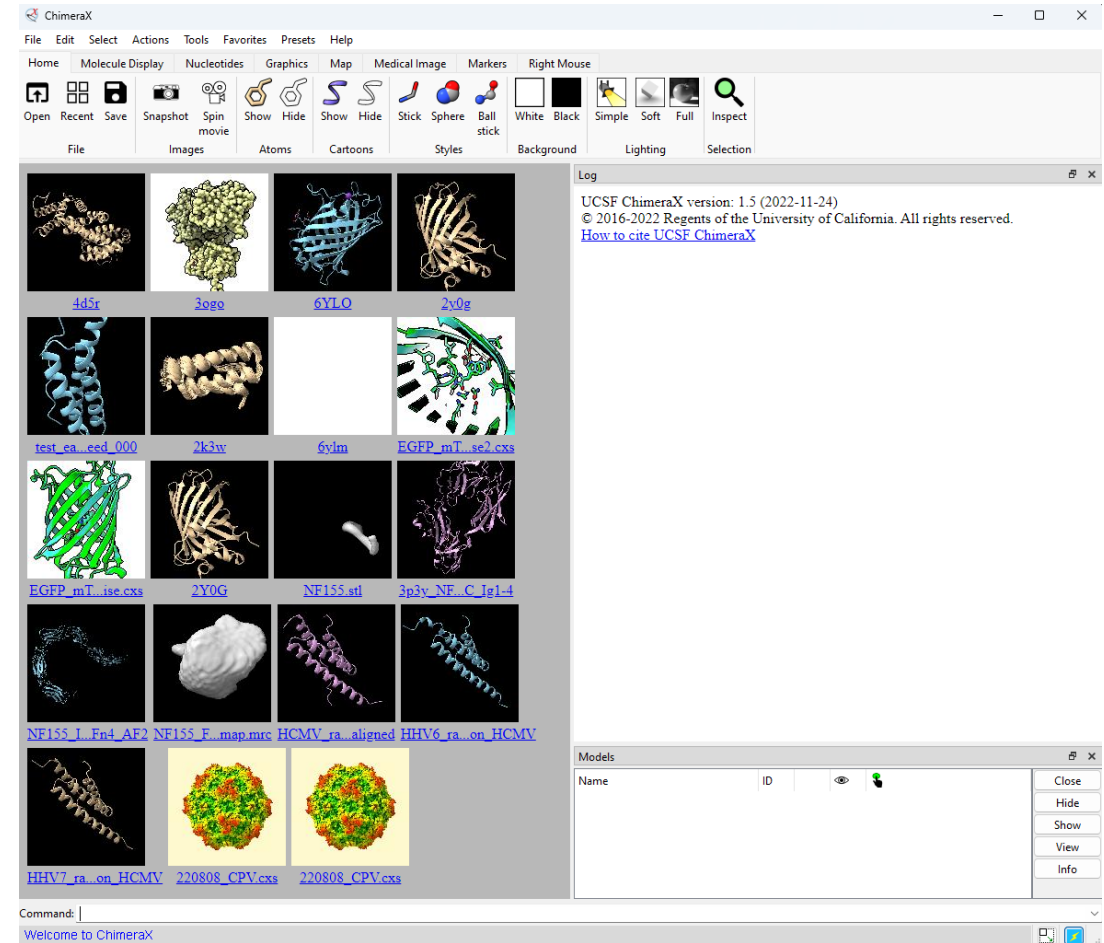 ChimeraX
File Edit Select Actions Tools Favorites Presets Help
Home Molecule Display Nucleotides Graphics Map Medical Image Markers Right Mouse
Open Recent Save Snapshot Spin movie Show Hide Show Hide Stick Sphere Ball stick White Black Simple Soft Full Inspect
File Images Atoms Cartoons Styles Background Lighting Selection
4d5r 3ogo 6YLO 2y0g
test_ea...eed_000 2k3w 6ylm EGFP_mT...se2.cxs
EGFP_mT...ise.cxs 2Y0G NF155.stl 3p3y_NF...C_Ig1-4
NF155_I...Fn4_AF2 NF155_F...map.mrc HCMV_ra...aligned HHV6_ra...on_HCMV
HHV7_ra...on_HCMV 220808_CPV.cxs 220808_CPV.cxs
Log
UCSF ChimeraX version: 1.5 (2022-11-24)
© 2016-2022 Regents of the University of California. All rights reserved.
How to cite UCSF ChimeraX
Models
Name ID
Close
Hide
Show
View
Info
Command:
Welcome to ChimeraX